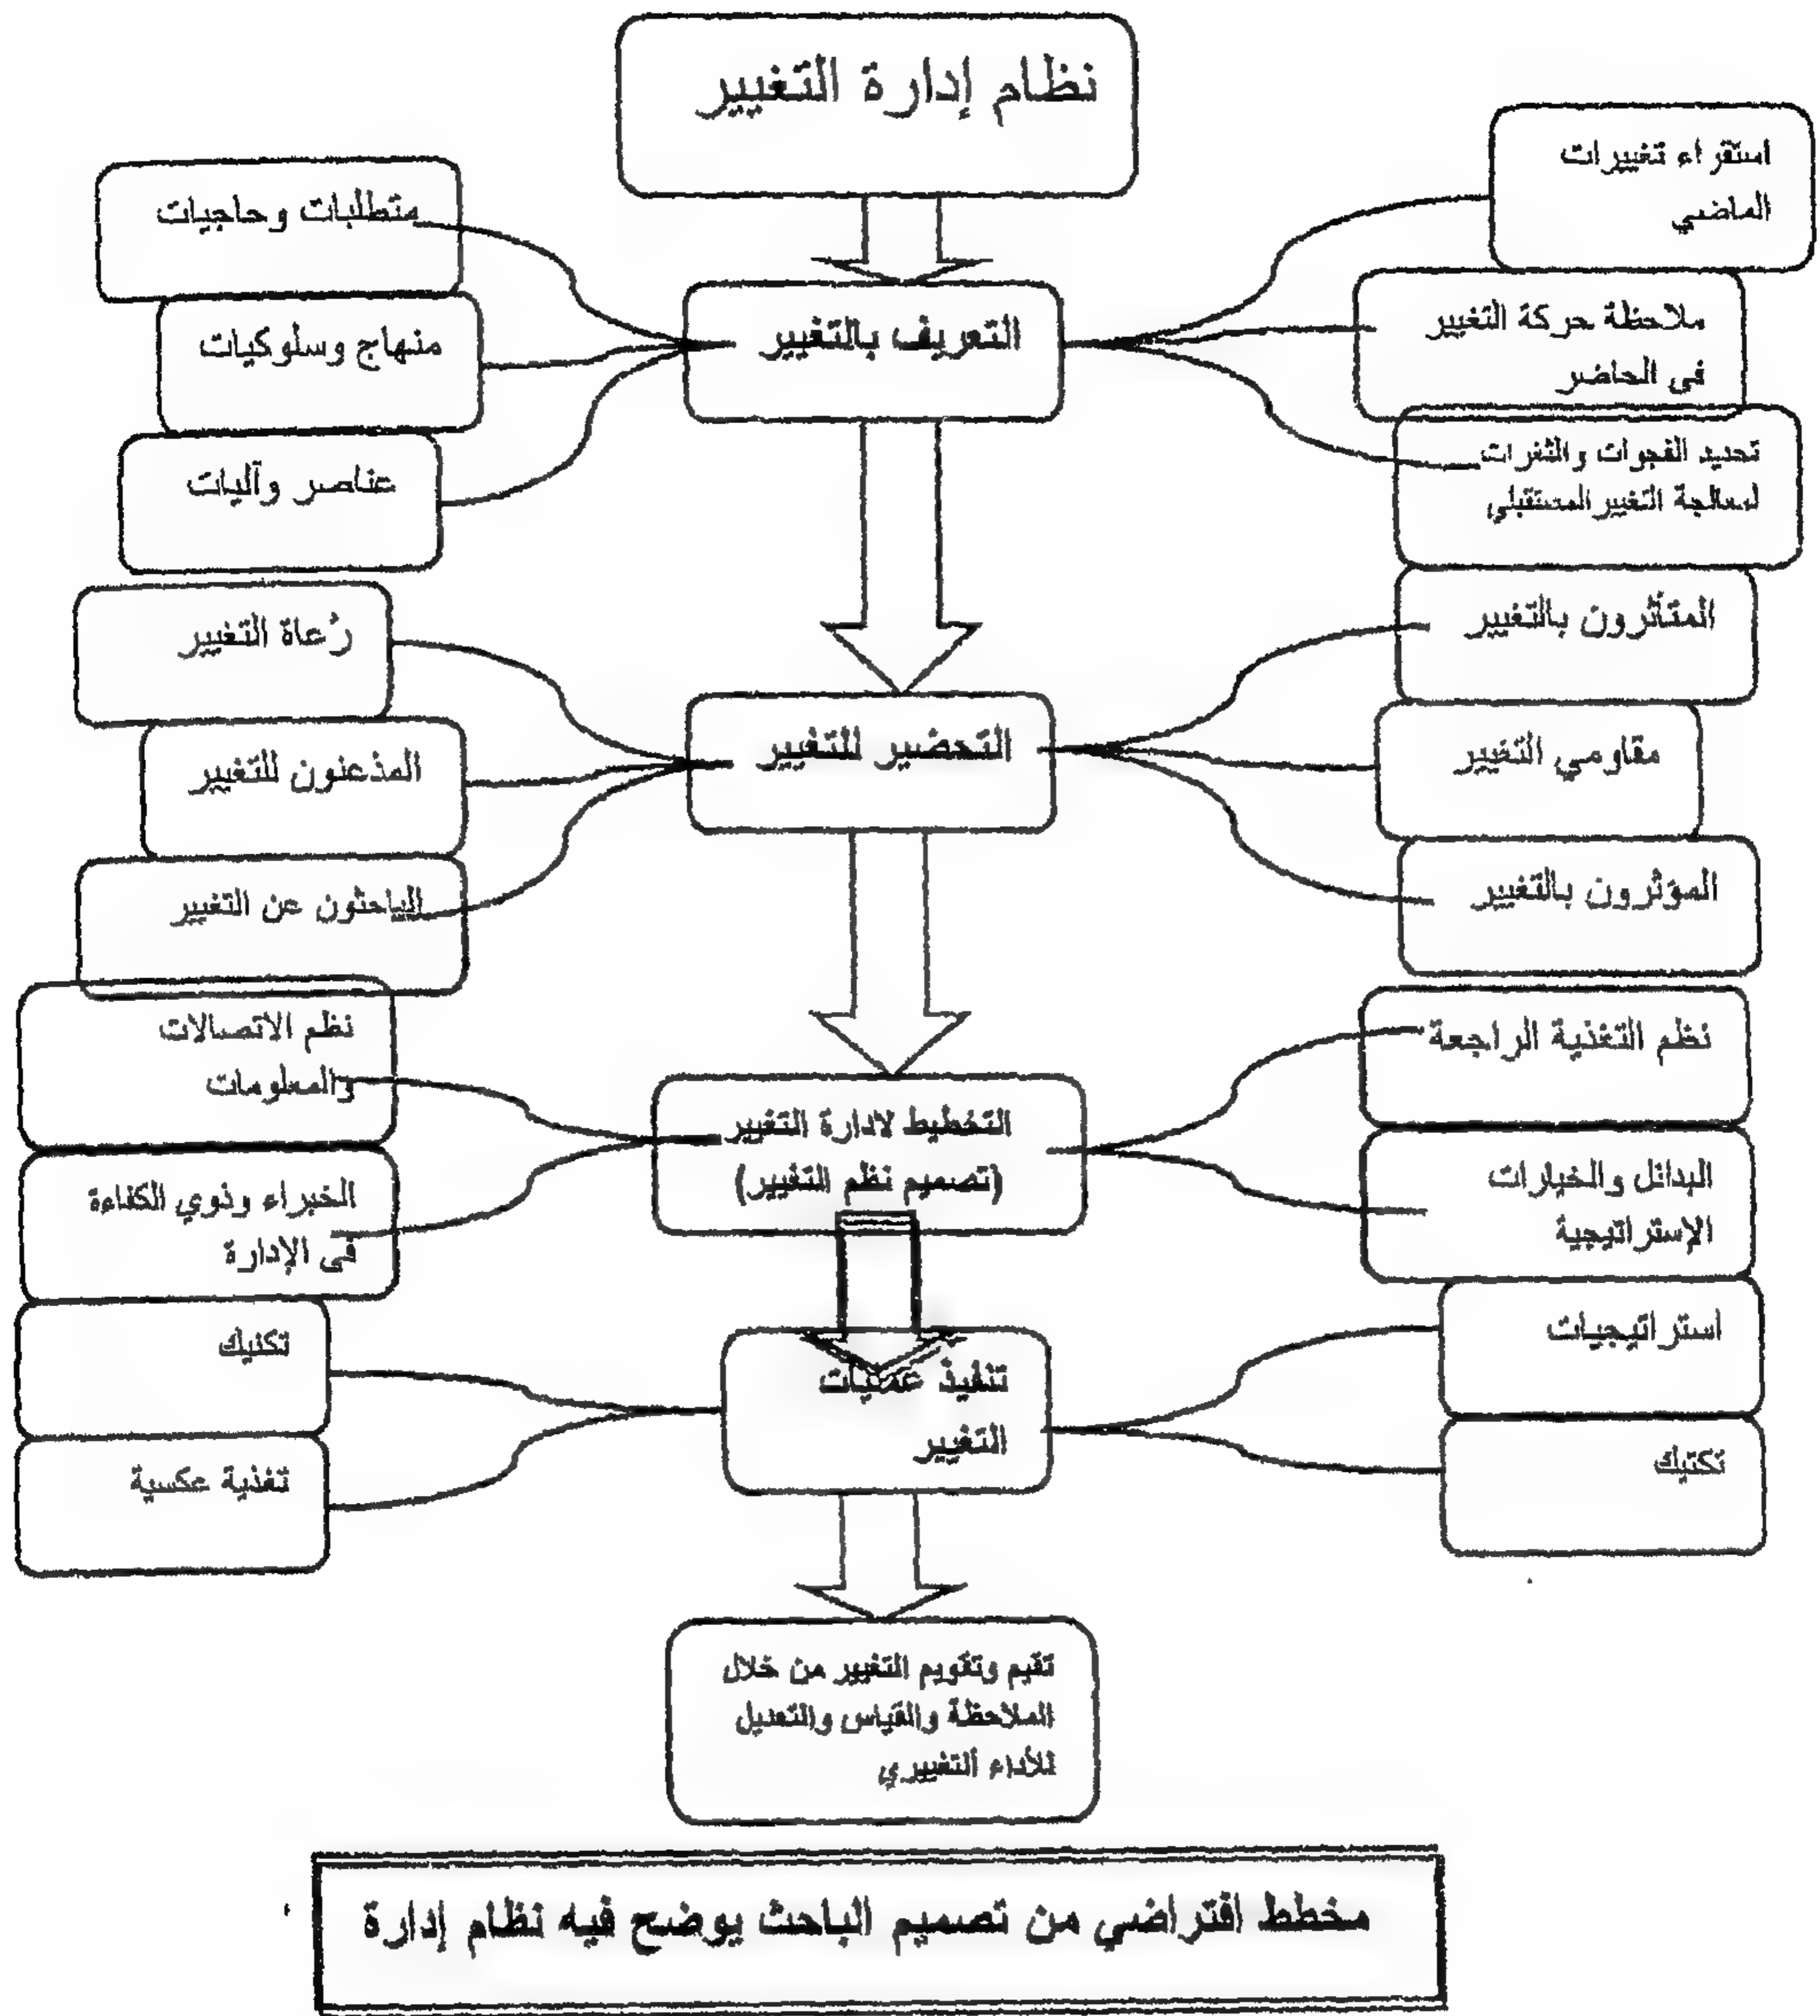 نظام إدارة التغيير
استقراء تغييرات
الماضي
متطلبات وحاجيات
التعريف بالتغيير
ملاحظة حركة التغيير
فى الحاضر
منهاج وسلوكيات
تحديد الفجوات والثغرات
لمعالجة التغيير المستقبلي
عناصر وآليات
المتأثرون بالتغيير
رُعاة التغيير
التحضير للتغيير
مقاومي التغيير
المذعنون للتغيير
المؤثرون بالتغيير
الباحثون عن التغيير
نظم التغذية الراجعة
نظم الاتصالات
والمعلومات
التخطيط لادارة التغيير
(تصميم نظم التغيير)
البدائل والخيارات
الإستراتيجية
الخبراء وذوي الكفاءة
فى الإدارة
استراتيجيات
تكنيك
تنفيذ عمليات
التغيير
تكتيك
تغذية عكسية
تقيم وتقويم التغيير من خلال
الملاحظة والقياس والتعديل
للأداء التغييري
مخطط افتراضي من تصميم الباحث يوضح فيه نظام إدارة